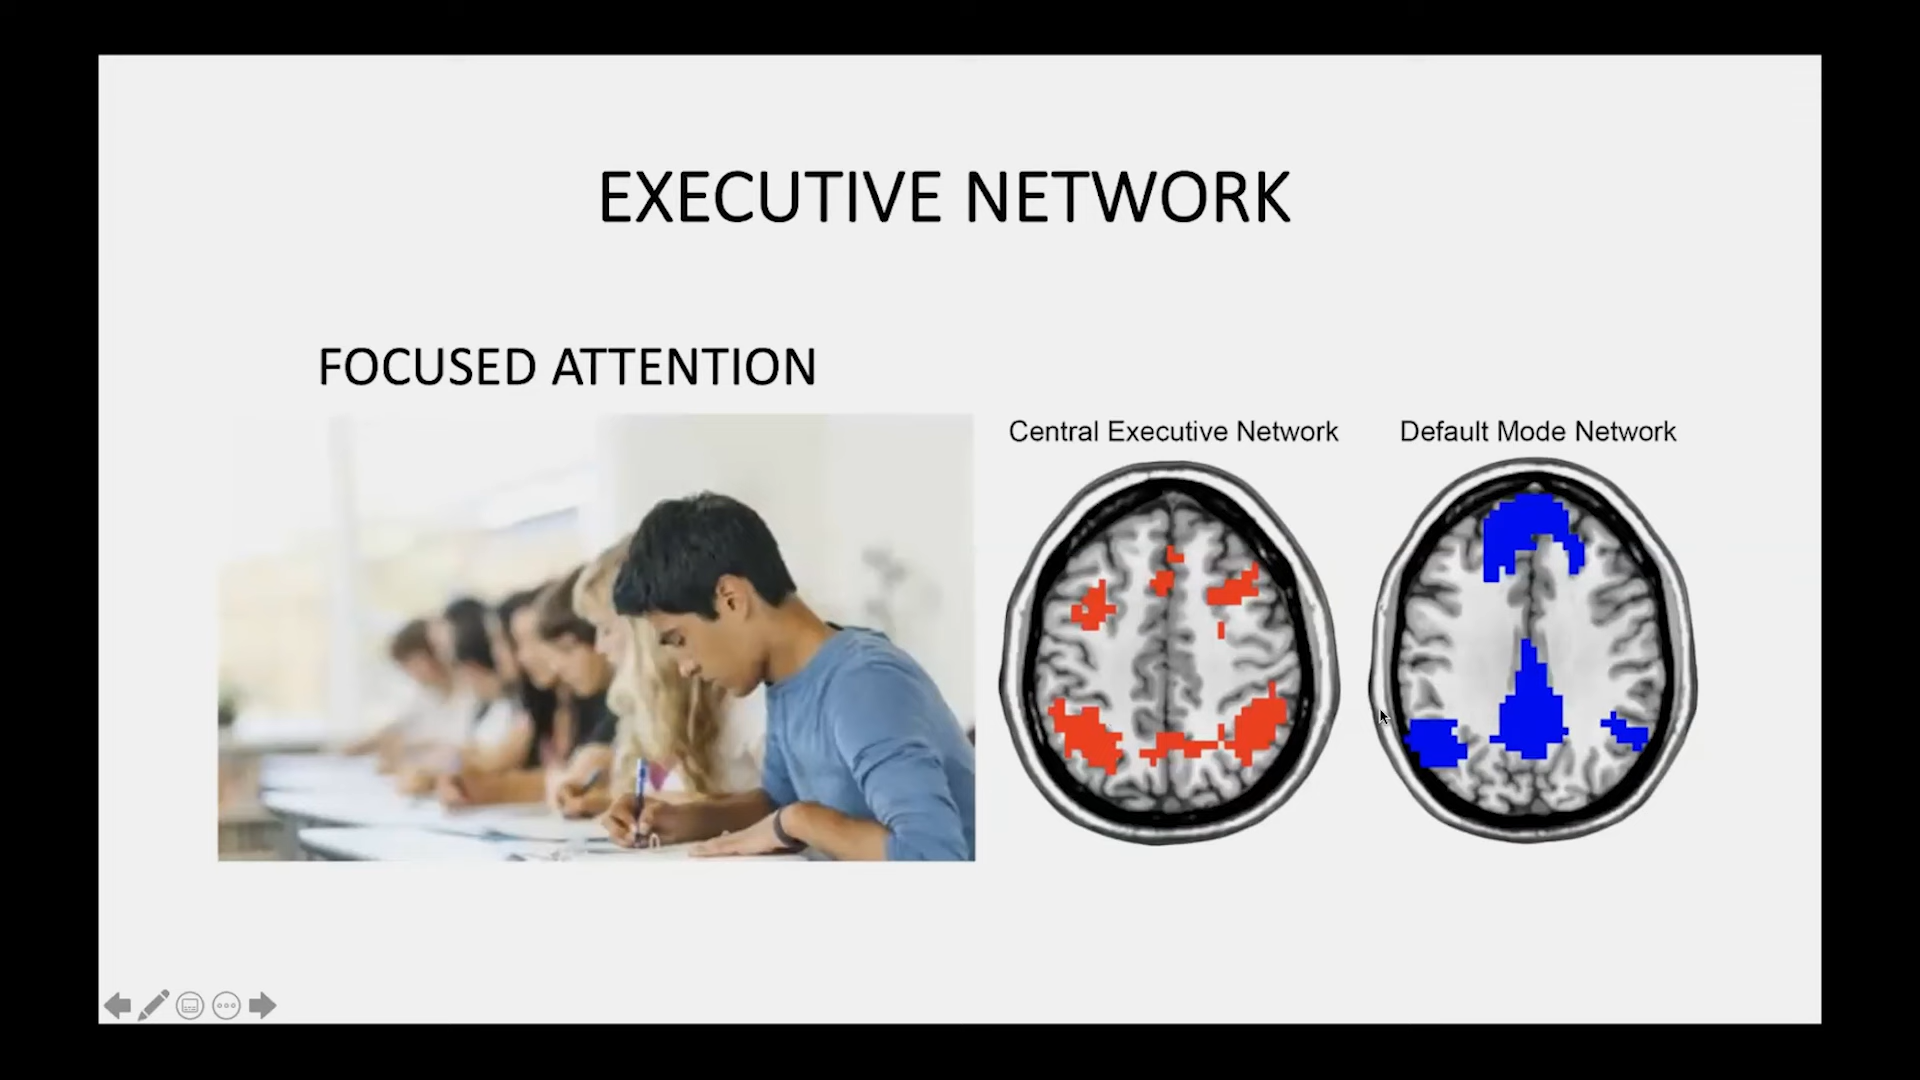 EXECUTIVE NETWORK
FOCUSED ATTENTION
Central Executive Network
Default Mode Network